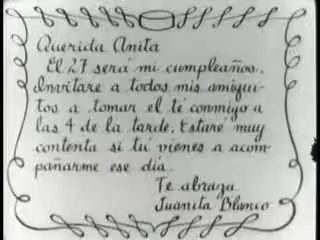 Querida Anita
El 27 será mi cumpleaños.
Invitare a todos mis amigui-
tos a tomar el té conmigo a
las 4 de la tarde. Estaré muy
contenta si tú vienes a acom-
pañarme ese día.
Te abraza
Juanita Blanco